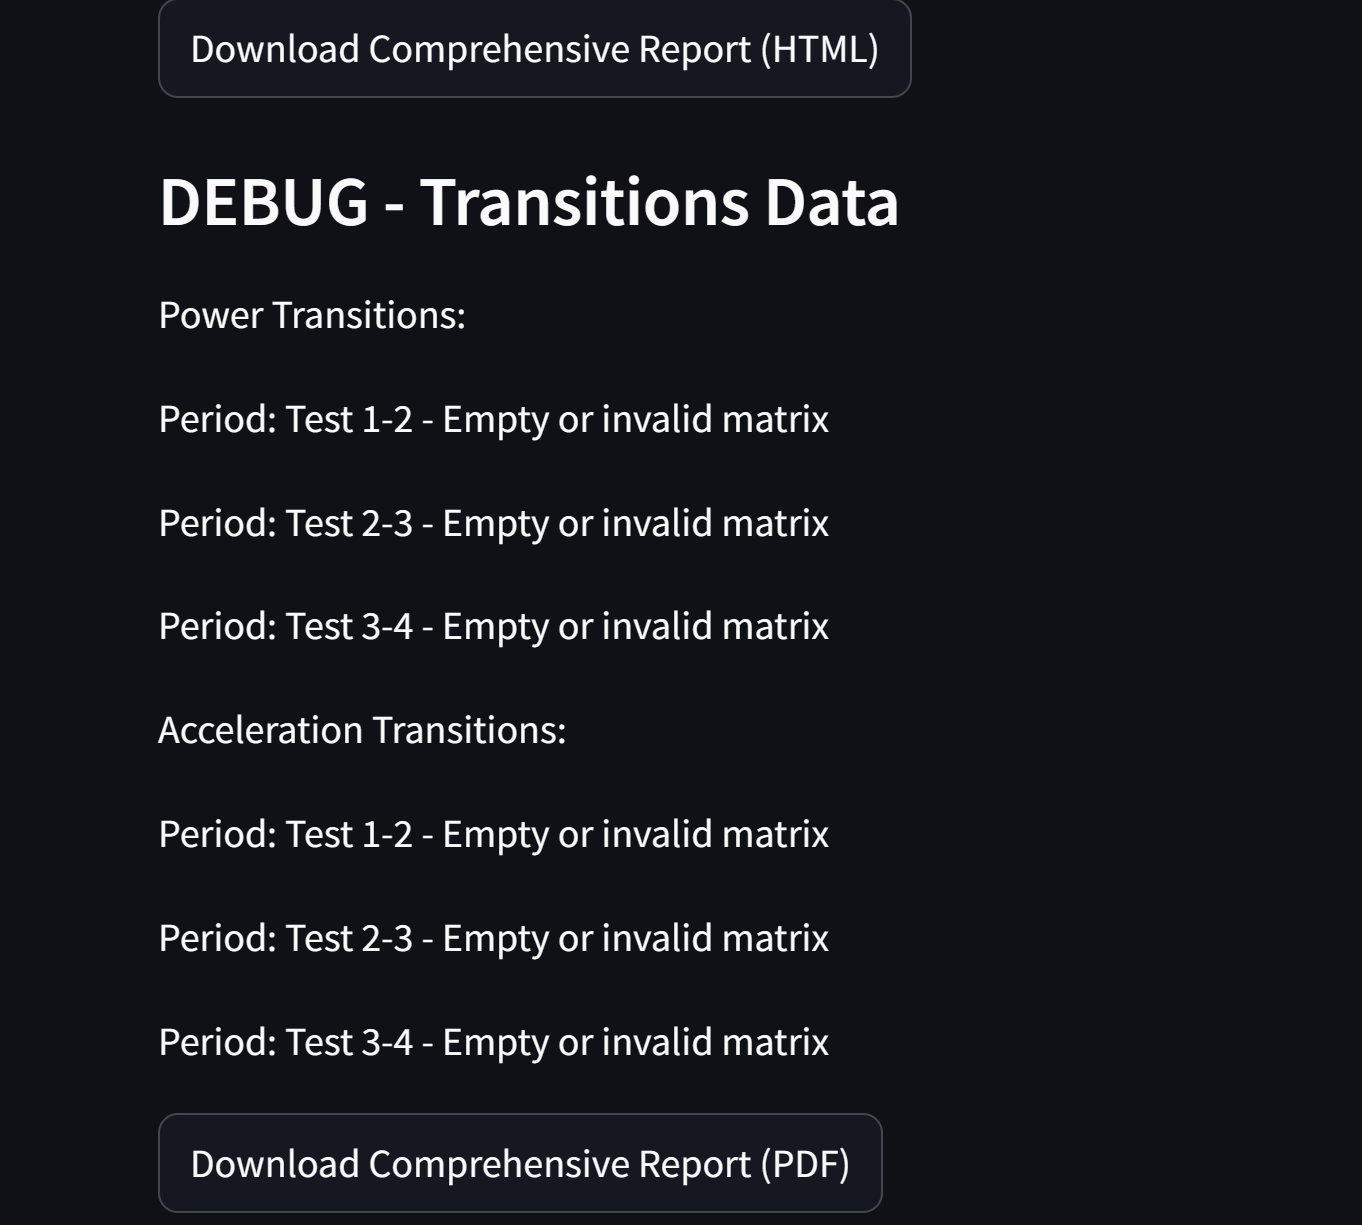 Download Comprehensive Report (HTML)
DEBUG - Transitions Data
Power Transitions:
Period: Test 1-2 - Empty or invalid matrix
Period: Test 2-3 - Empty or invalid matrix
Period: Test 3-4 - Empty or invalid matrix
Acceleration Transitions:
Period: Test 1-2 - Empty or invalid matrix
Period: Test 2-3 - Empty or invalid matrix
Period: Test 3-4 - Empty or invalid matrix
Download Comprehensive Report (PDF)